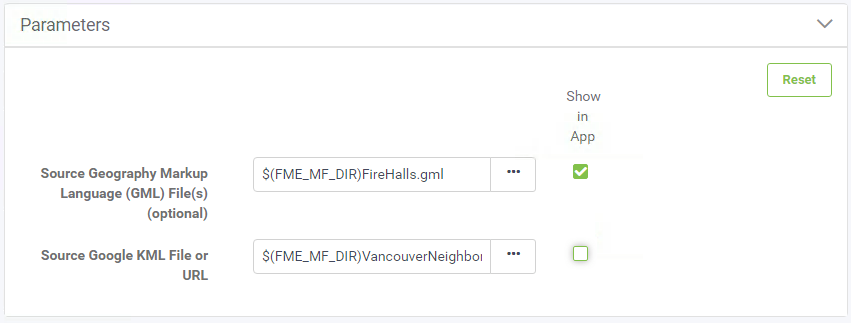 Parameters
Reset
Show
in
App
Source Geography Markup
Language (GML) File(s)
(optional)
$(FME_MF_DIR)FireHalls.gml
•••
Source Google KML File or
URL
$(FME_MF_DIR)VancouverNeighbor
•••